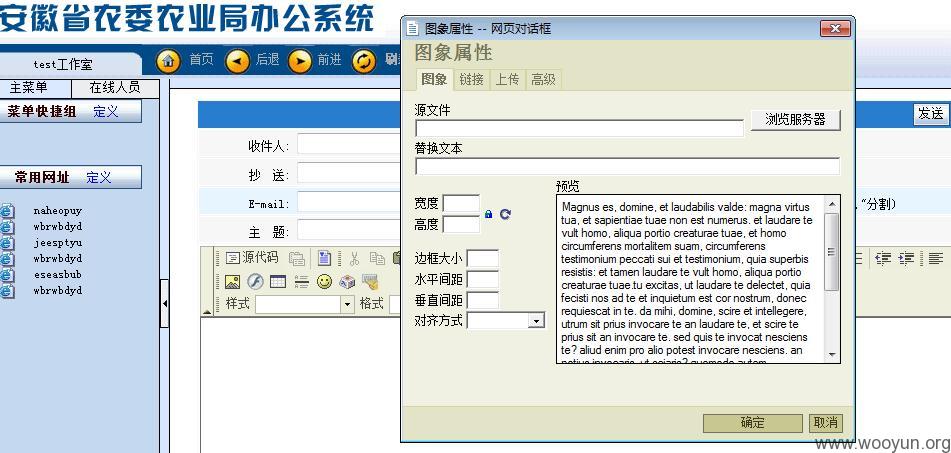 安徽省农委农业局办公系统
test工作室
首页
后退
前进
主菜单
在线人员
菜单快捷组 定义
常用网址 定义
naheopuy
wbrwbdyd
jeesptyu
wbrwbdyd
eseasbub
wbrwbdyd
发送
收件人:
抄 送:
E-mail:
,"分割)
主 题:
源代码
样式
格式
图象属性 -- 网页对话框
图象属性
图象 链接 上传 高级
源文件
浏览服务器
替换文本
宽度
高度
边框大小
水平间距
垂直间距
对齐方式
预览
Magnus es, domine, et laudabilis valde: magna virtus
tua, et sapientiae tuae non est numerus. et laudare te
vult homo, aliqua portio creaturae tuae, et homo
circumferens mortalitem suam, circumferens
testimonium peccati sui et testimonium, quia superbis
resistis: et tamen laudare te vult homo, aliqua portio
creaturae tuae.tu excitas, ut laudare te delectet, quia
fecisti nos ad te et inquietum est cor nostrum, donec
requiescat in te. da mihi, domine, scire et intellegere,
utrum sit prius invocare te an laudare te, et scire te
prius sit an invocare te. sed quis te invocat nesciens
te? aliud enim pro alio potest invocare nesciens. an
确定
取消
www.wooyun.org